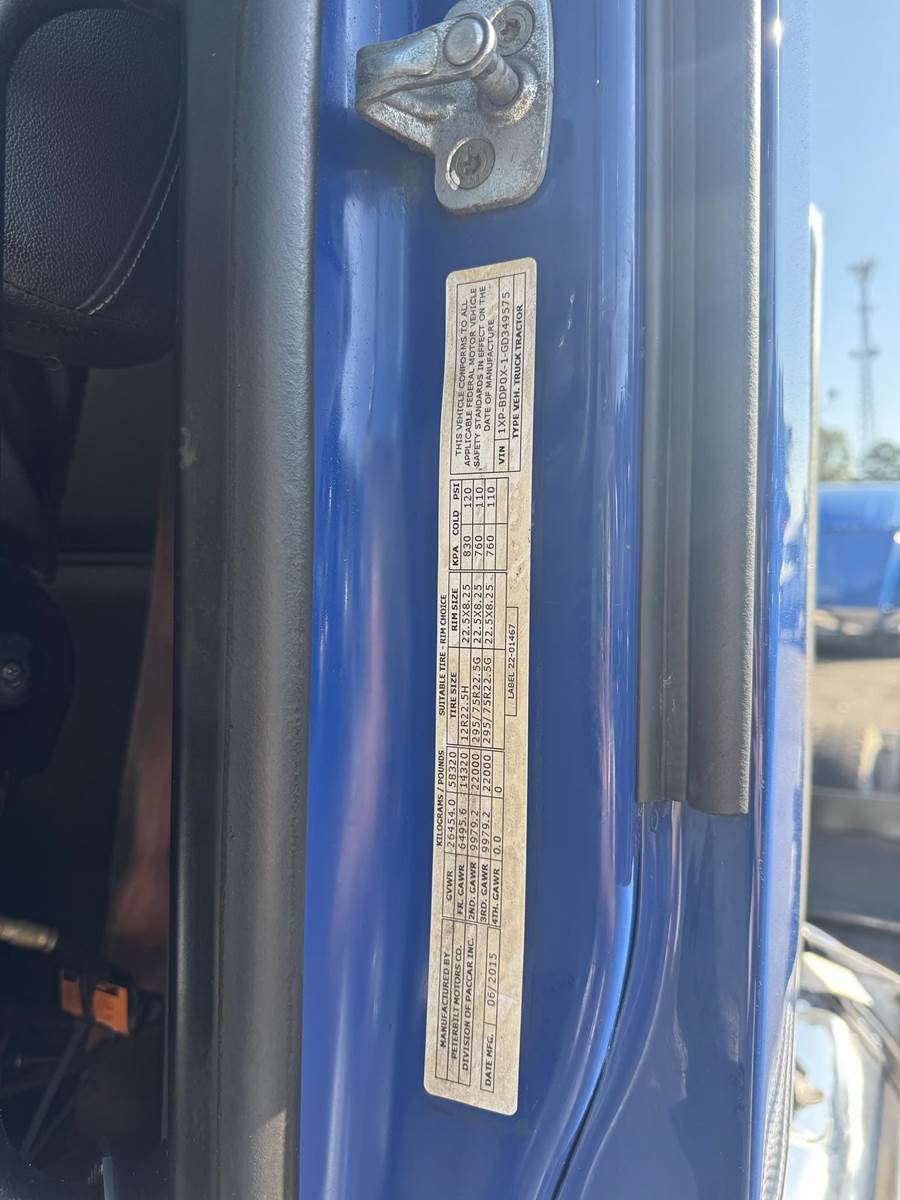 MANUFACTURED BY
PETERBILT MOTORS CO.
DIVISION OF PACCAR INC.
DATE MFG. 06/2015
KILOGRAMS / POUNDS
GVWR 26454.0 58320
FR. GAWR 6495.6 14320
2ND. GAWR 9979.2 22000
3RD. GAWR 9979.2 22000
4TH. GAWR 0.0 0
SUITABLE TIRE - RIM CHOICE
TIRE SIZE RIM SIZE KPA COLD PSI
12R22.5H 22.5X8.25 830 120
295/75R22.5G 22.5X8.25 760 110
295/75R22.5G 22.5X8.25 760 110
LABEL 22-01467
THIS VEHICLE CONFORMS TO ALL
APPLICABLE FEDERAL MOTOR VEHICLE
SAFETY STANDARDS IN EFFECT ON THE
DATE OF MANUFACTURE
VIN 1XP-BDP0X-1-GD349575
TYPE VEH. TRUCK TRACTOR